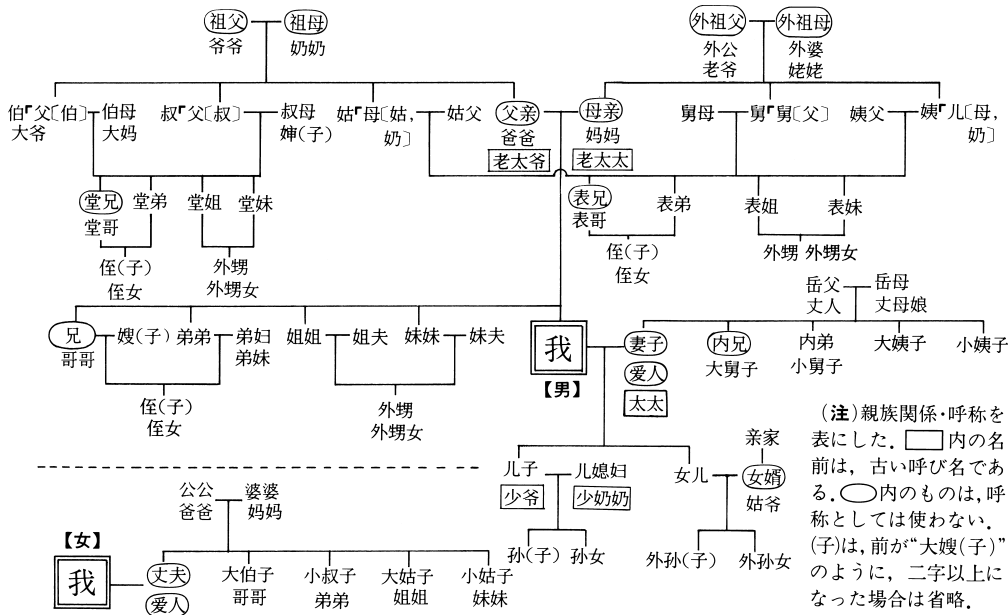 祖父 祖母 外祖父 外祖母
爷爷 奶奶 外公 外婆
老爷 姥姥
伯「父〔伯〕 伯母 叔「父〔叔〕 叔母 姑「母〔姑, 姑父 父亲 母亲 舅母 舅「舅〔父〕 姨父 姨「儿〔母,
大爷 大妈 婶(子) 奶〕 爸爸 妈妈 奶〕
老太爷 老太太
堂兄 堂弟 堂姐 堂妹 表兄 表弟 表姐 表妹
堂哥 表哥
侄(子) 外甥 侄(子) 外甥 外甥女
侄女 外甥女 侄女
岳父 岳母
丈人 丈母娘
兄 嫂(子) 弟弟 弟妇 姐姐 姐夫 妹妹 妹夫 我 妻子 内兄 内弟 大姨子 小姨子
哥哥 弟妹 大舅子 小舅子
【男】 爱人
太太
侄(子) 外甥
侄女 外甥女
儿子 儿媳妇 女儿 亲家
少爷 少奶奶 女婿
姑爷
孙(子) 孙女 外孙(子) 外孙女
公公 婆婆
爸爸 妈妈
【女】
我 丈夫 大伯子 小叔子 大姑子 小姑子
爱人 哥哥 弟弟 姐姐 妹妹
(注)親族関係・呼称を
表にした. 内の名
前は, 古い呼び名であ
る. 内のものは, 呼
称としては使わない.
(子)は, 前が“大嫂(子)”
のように, 二字以上に
なった場合は省略.